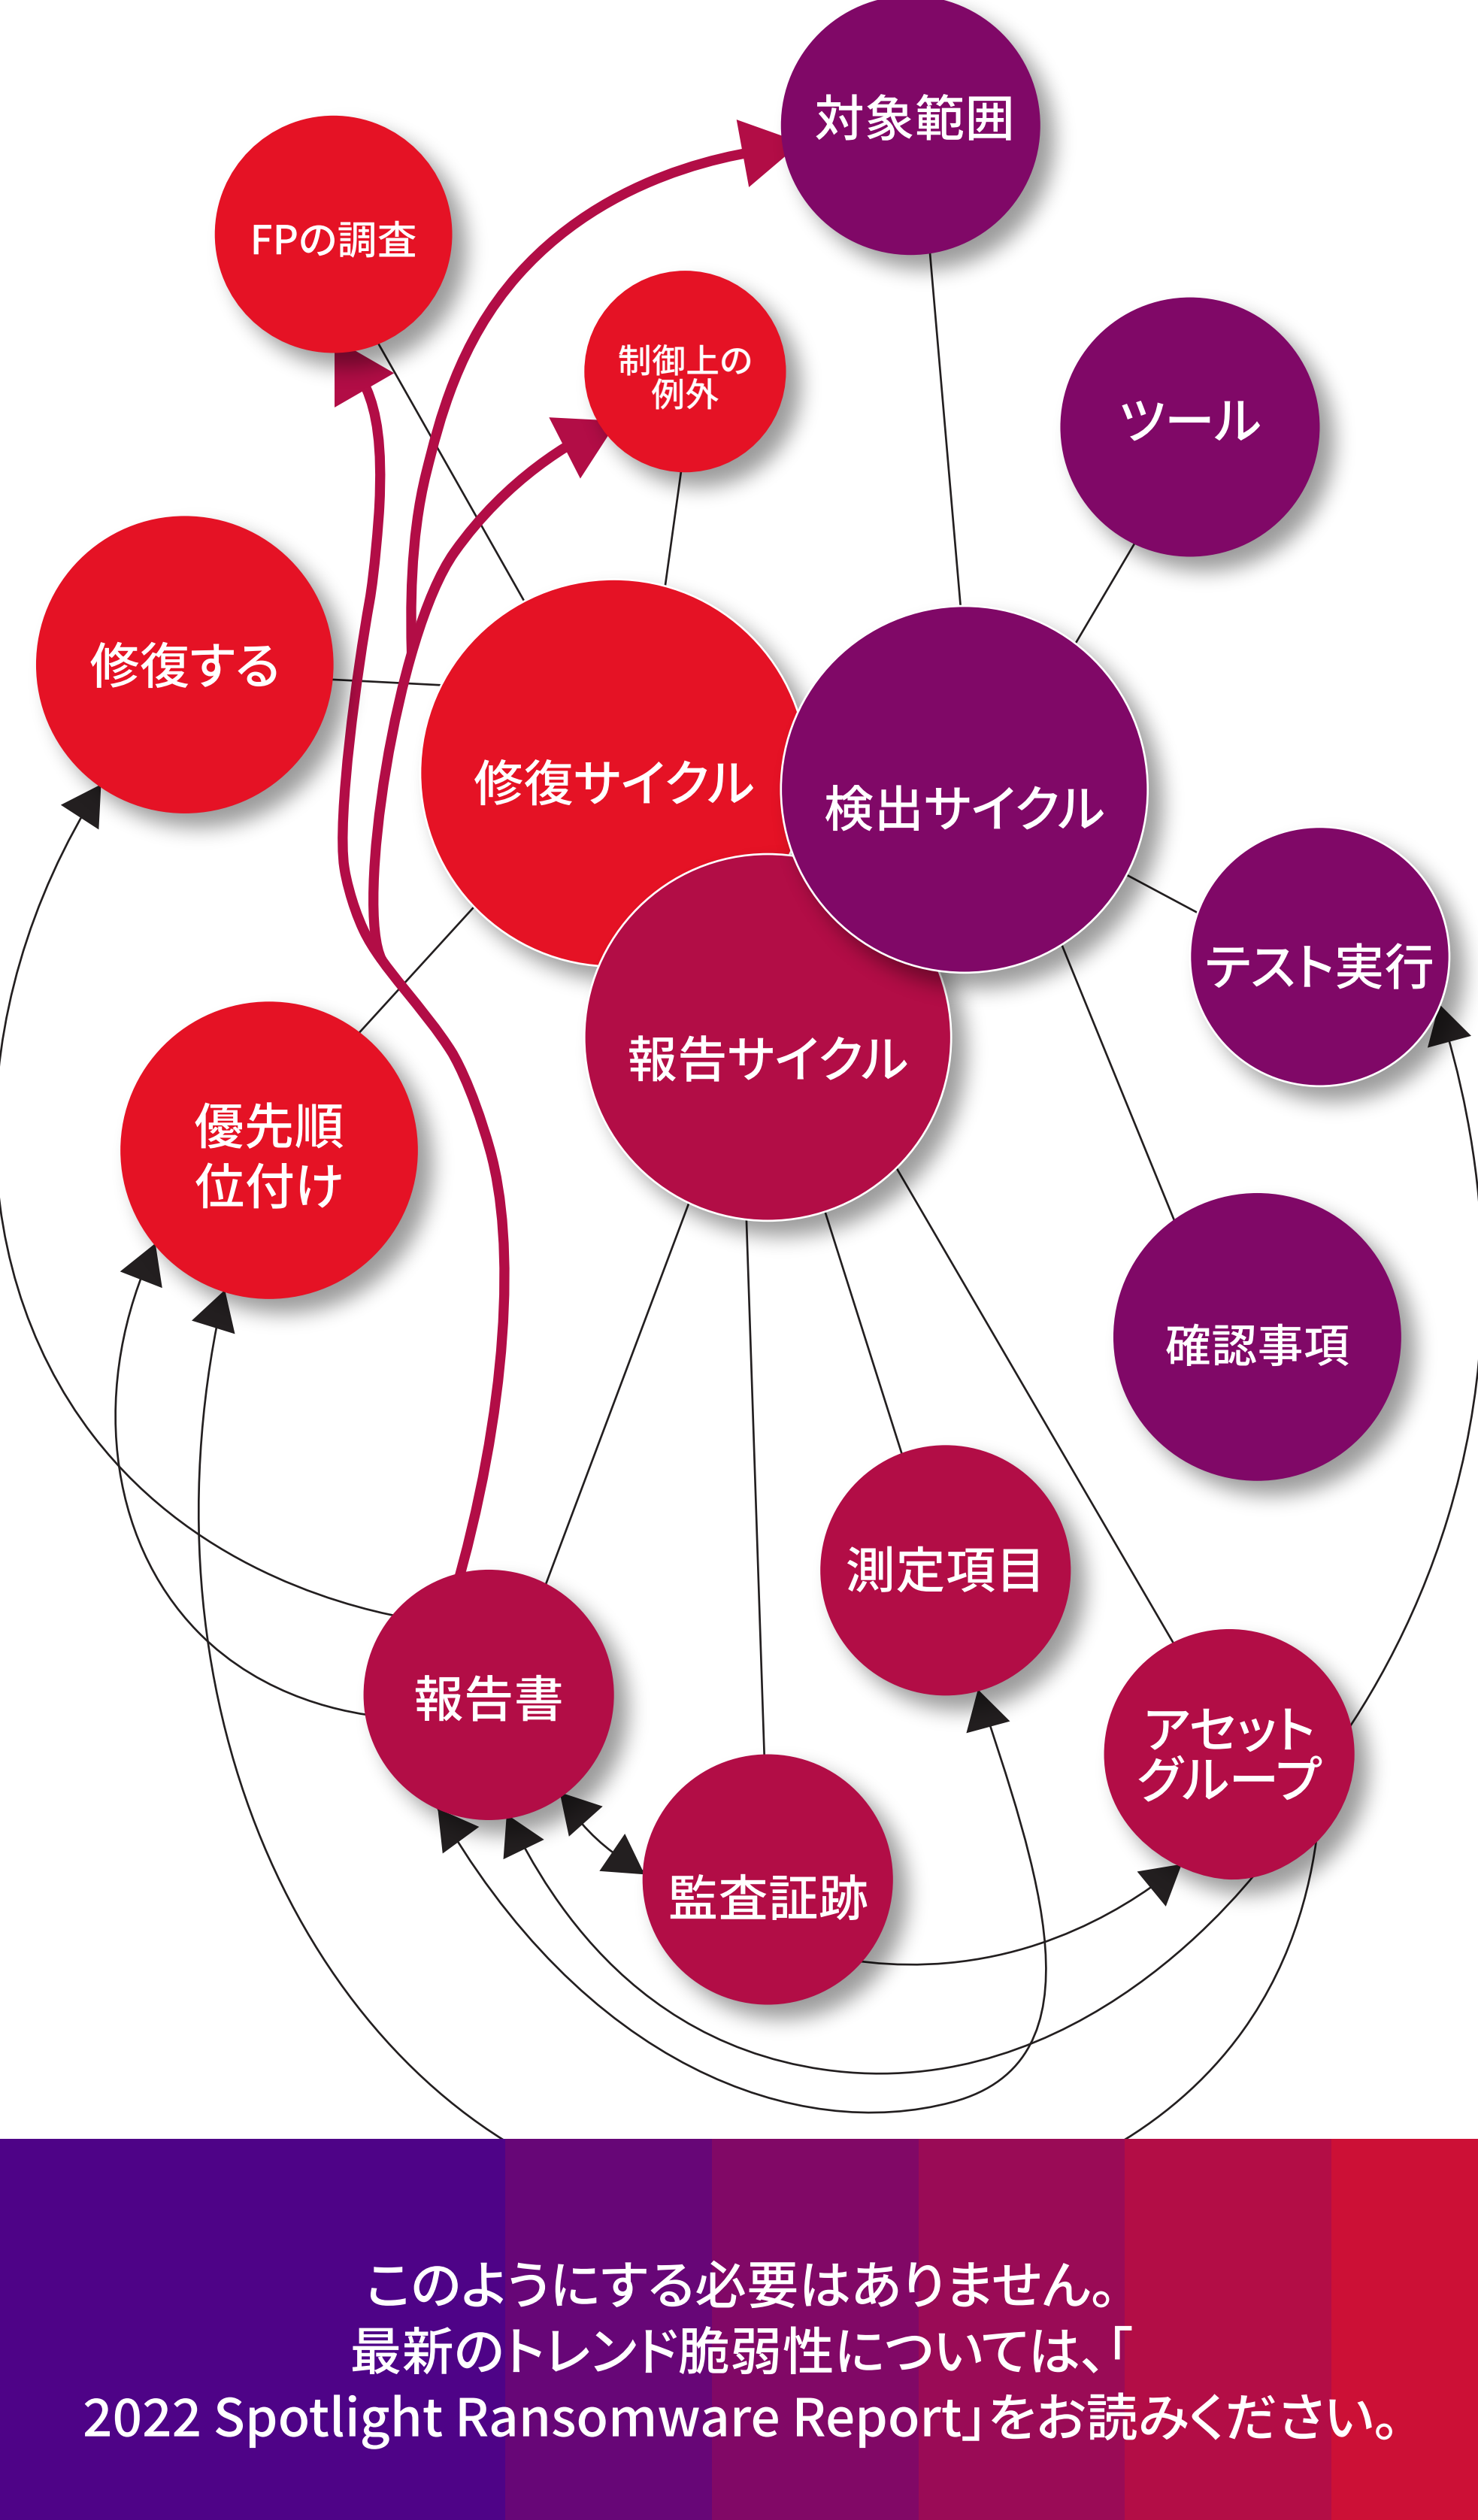 対象範囲
FPの調査
制御上の
例外
ツール
修復する
修復サイクル
検出サイクル
テスト実行
報告サイクル
優先順
位付け
確認事項
測定項目
報告書
アセット
グループ
監査証跡
このようにする必要はありません。
最新のトレンド脆弱性については、「
2022 Spotlight Ransomware Report」をお読みください。